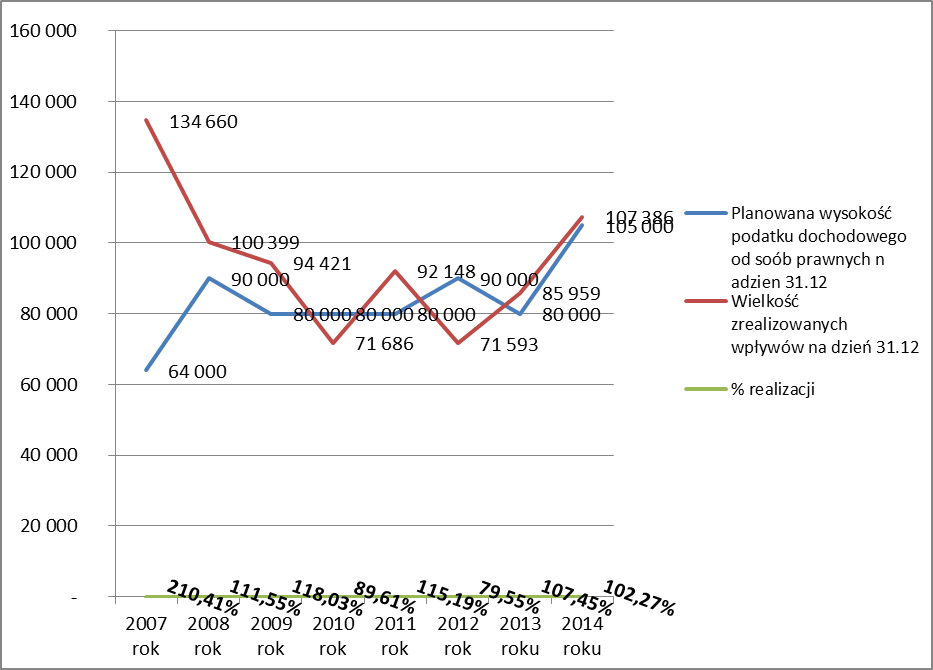 160 000
140 000
120 000
100 000
80 000
60 000
40 000
20 000
-
134 660
100 399
94 421
71 686
92 148
71 593
85 959
107 386
64 000
90 000
80 000
80 000
80 000
90 000
80 000
105 000
210,41%
111,55%
118,03%
89,61%
115,19%
79,55%
107,45%
102,27%
2007
rok
2008
rok
2009
rok
2010
rok
2011
rok
2012
rok
2013
roku
2014
roku
Planowana wysokość
podatku dochodowego
od soób prawnych n
adzien 31.12
Wielkość
zrealizowanych
wpływów na dzień 31.12
% realizacji